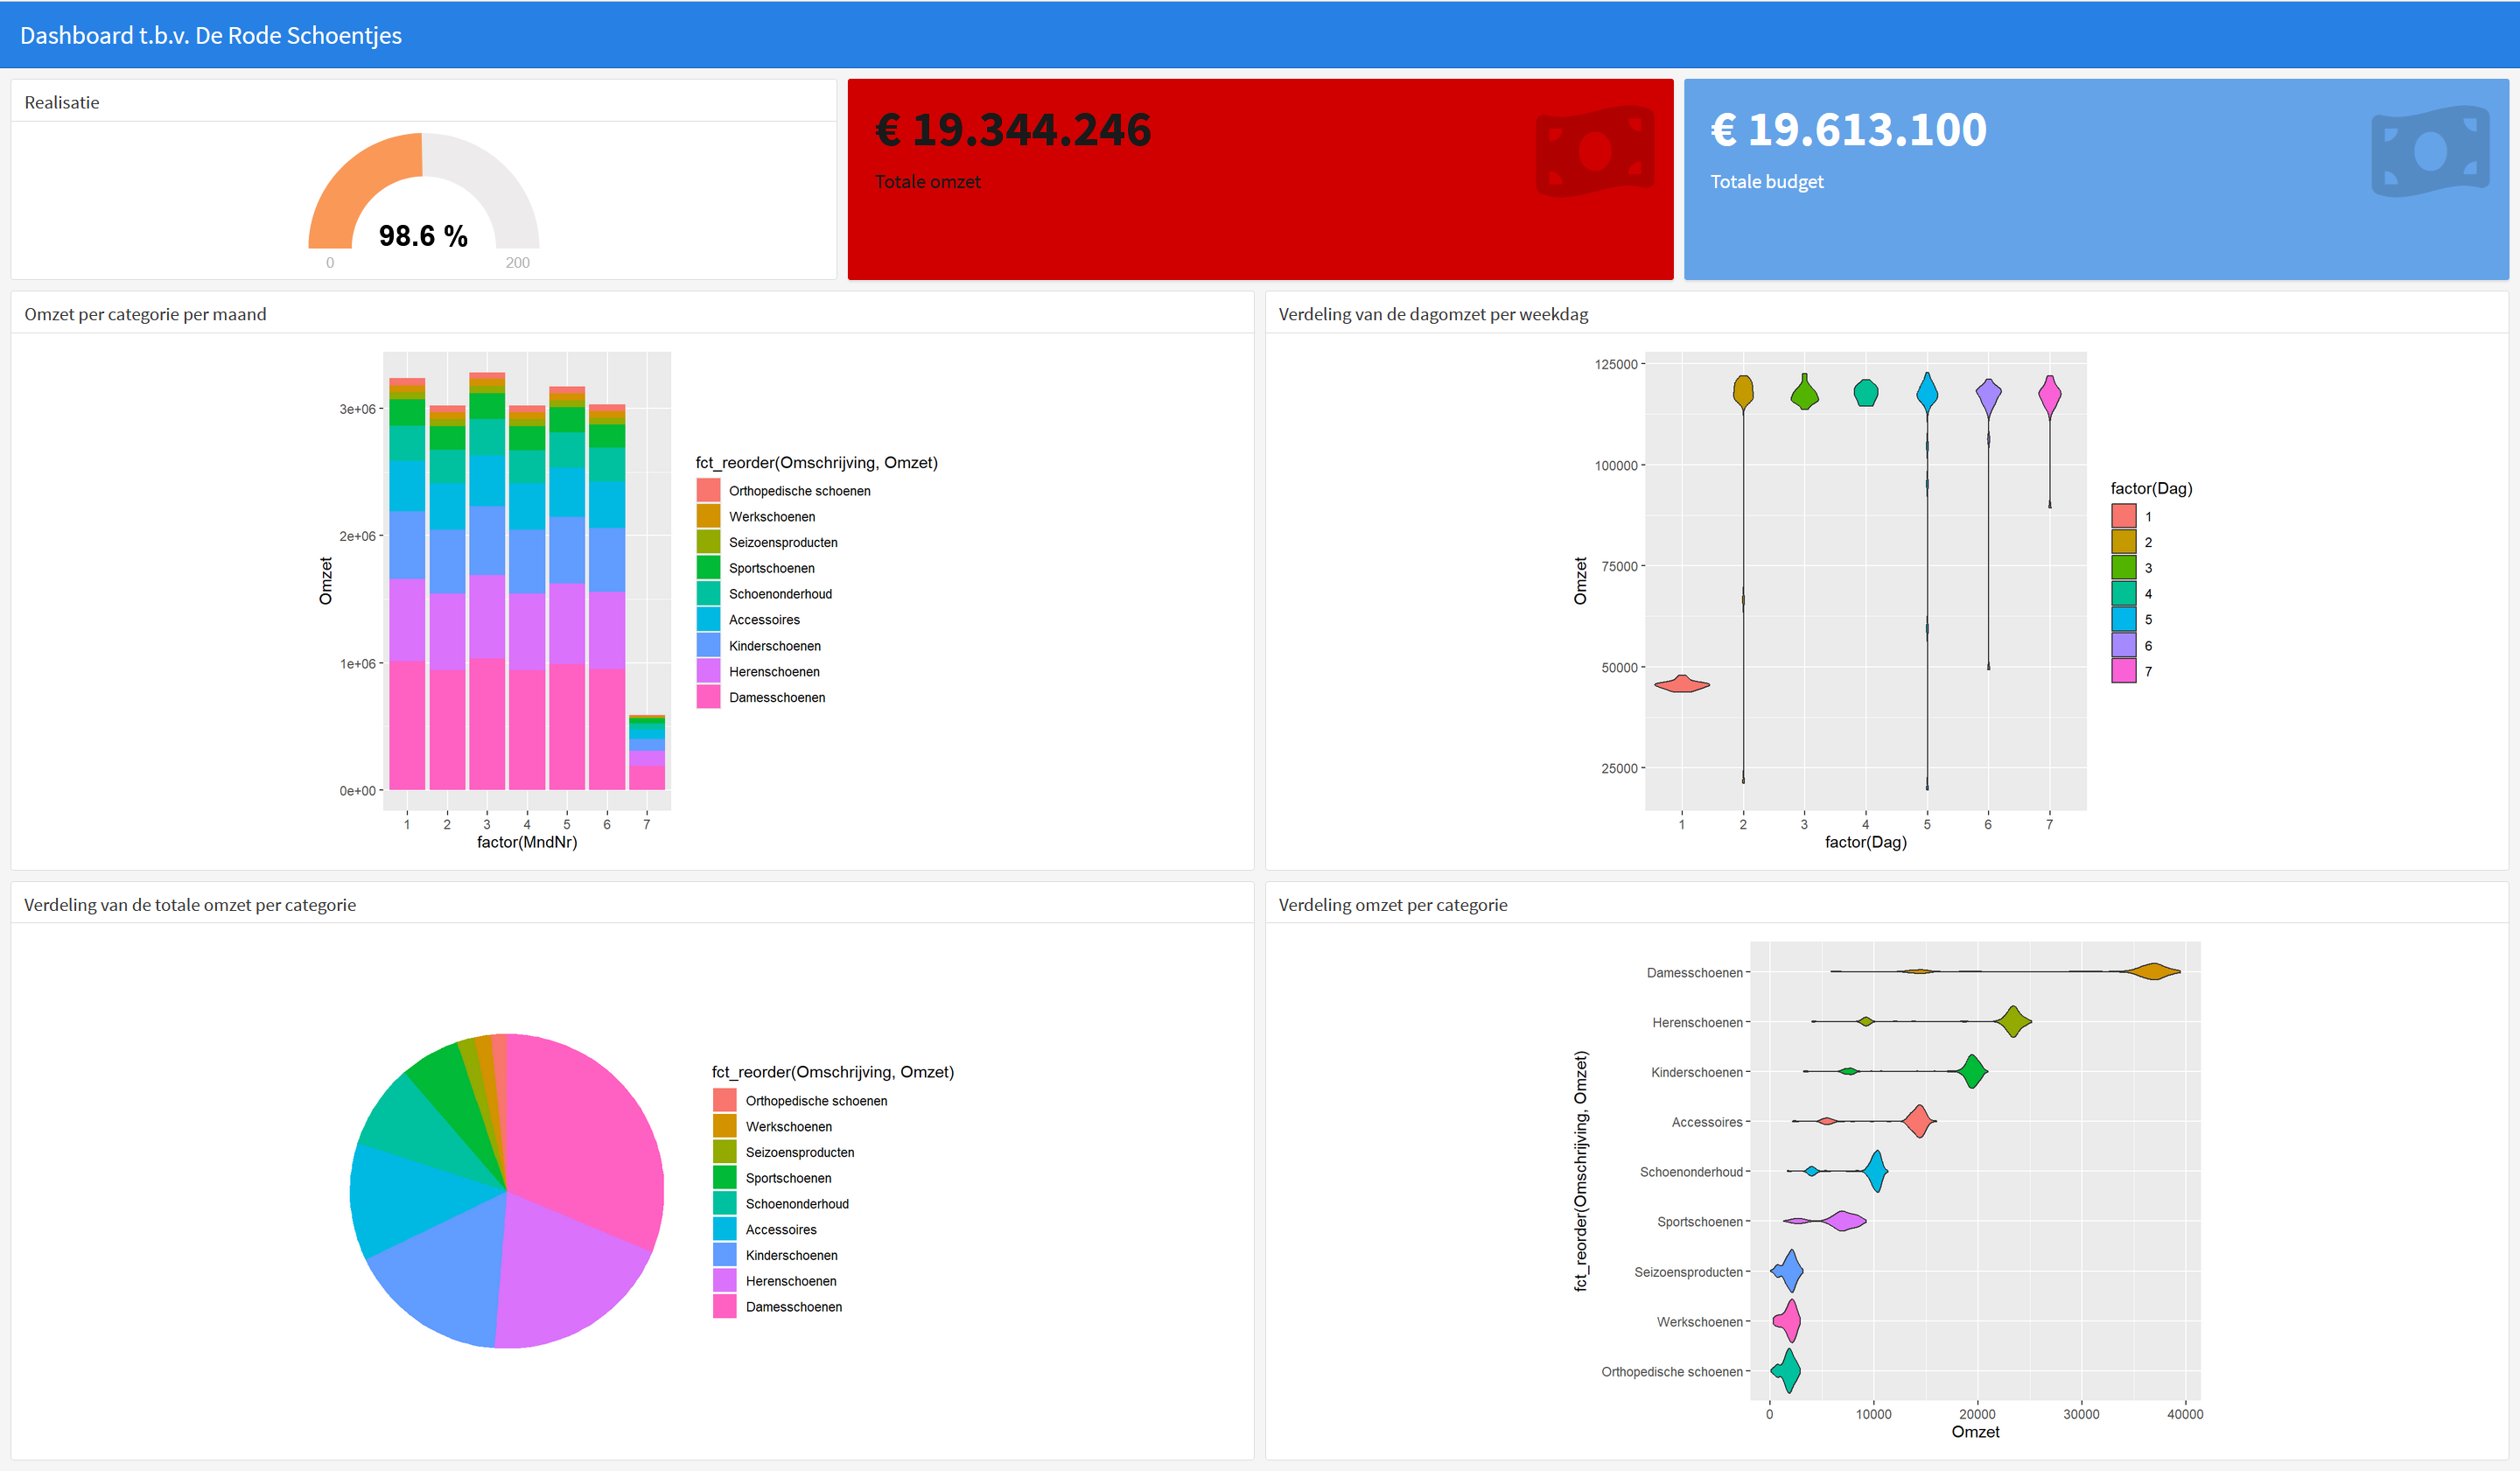 Dashboard t.b.v. De Rode Schoentjes
Realisatie
98.6 %
0
200
€ 19.344.246
Totale omzet
€ 19.613.100
Totale budget
Omzet per categorie per maand
3e+06
2e+06
1e+06
0e+00
Omzet
1 2 3 4 5 6 7
factor(MndNr)
fct_reorder(Omschrijving, Omzet)
Orthopedische schoenen
Werkschoenen
Seizoensproducten
Sportschoenen
Schoenonderhoud
Accessoires
Kinderschoenen
Herenschoenen
Damesschoenen
Verdeling van de dagomzet per weekdag
125000
100000
75000
50000
25000
Omzet
1 2 3 4 5 6 7
factor(Dag)
factor(Dag)
1
2
3
4
5
6
7
Verdeling van de totale omzet per categorie
fct_reorder(Omschrijving, Omzet)
Orthopedische schoenen
Werkschoenen
Seizoensproducten
Sportschoenen
Schoenonderhoud
Accessoires
Kinderschoenen
Herenschoenen
Damesschoenen
Verdeling omzet per categorie
fct_reorder(Omschrijving, Omzet)
Damesschoenen
Herenschoenen
Kinderschoenen
Accessoires
Schoenonderhoud
Sportschoenen
Seizoensproducten
Werkschoenen
Orthopedische schoenen
0 10000 20000 30000 40000
Omzet